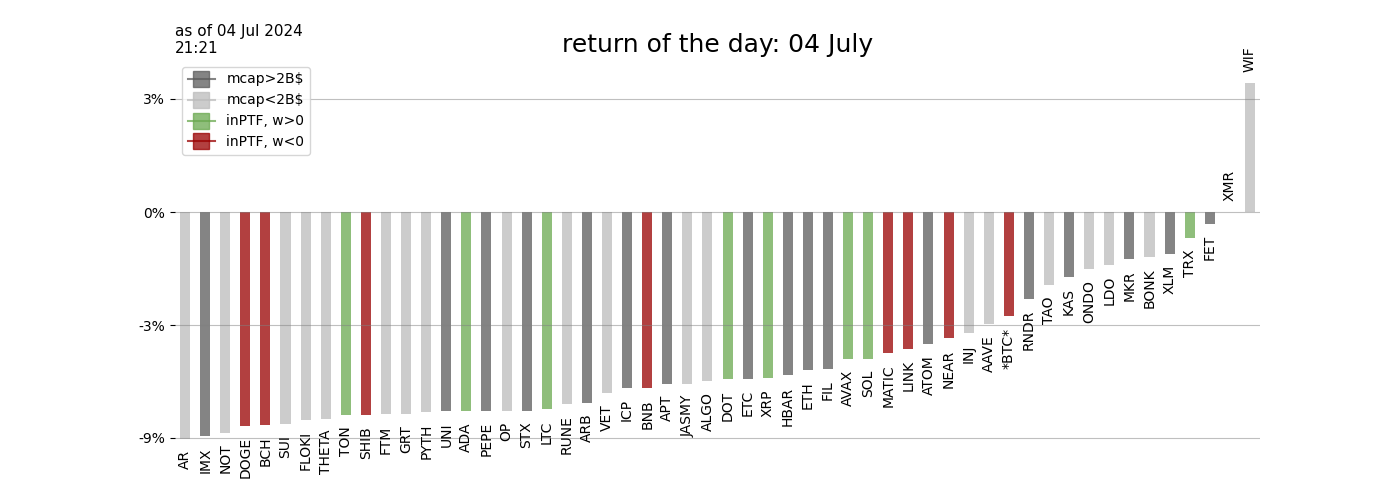 as of 04 Jul 2024
21:21
return of the day: 04 July
mcap>2B$
mcap<2B$
inPTF, w>0
inPTF, w<0
3%
0%
-3%
-9%
AR
IMX
NOT
DOGE
BCH
SUI
FLOKI
THETA
TON
SHIB
FTM
GRT
PYTH
UNI
ADA
PEPE
OP
STX
LTC
RUNE
ARB
VET
ICP
BNB
APT
JASMY
ALGO
DOT
ETC
XRP
HBAR
ETH
FIL
AVAX
SOL
MATIC
LINK
ATOM
NEAR
INJ
AAVE
*BTC*
RNDR
TAO
KAS
ONDO
LDO
MKR
BONK
XLM
TRX
FET
XMR
WIF